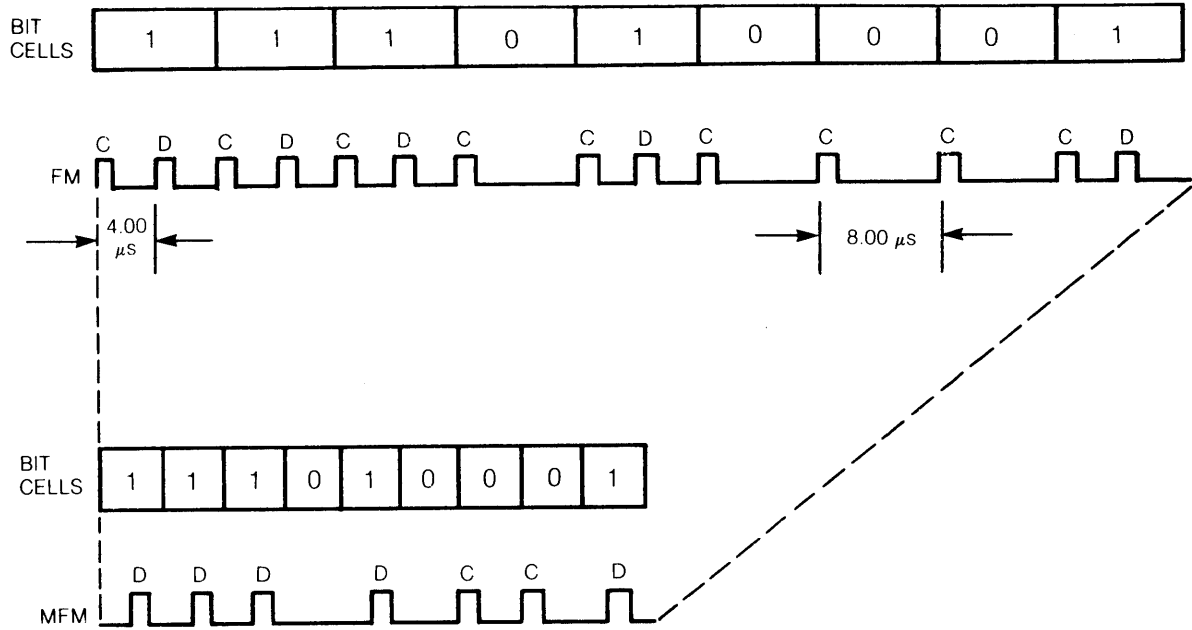 BIT CELLS 1 1 1 0 1 0 0 0 1
C D C D C D C C D C C C C D
FM
4.00 μS
8.00 μS
BIT CELLS 1 1 1 0 1 0 0 0 1
D D D D C C D
MFM